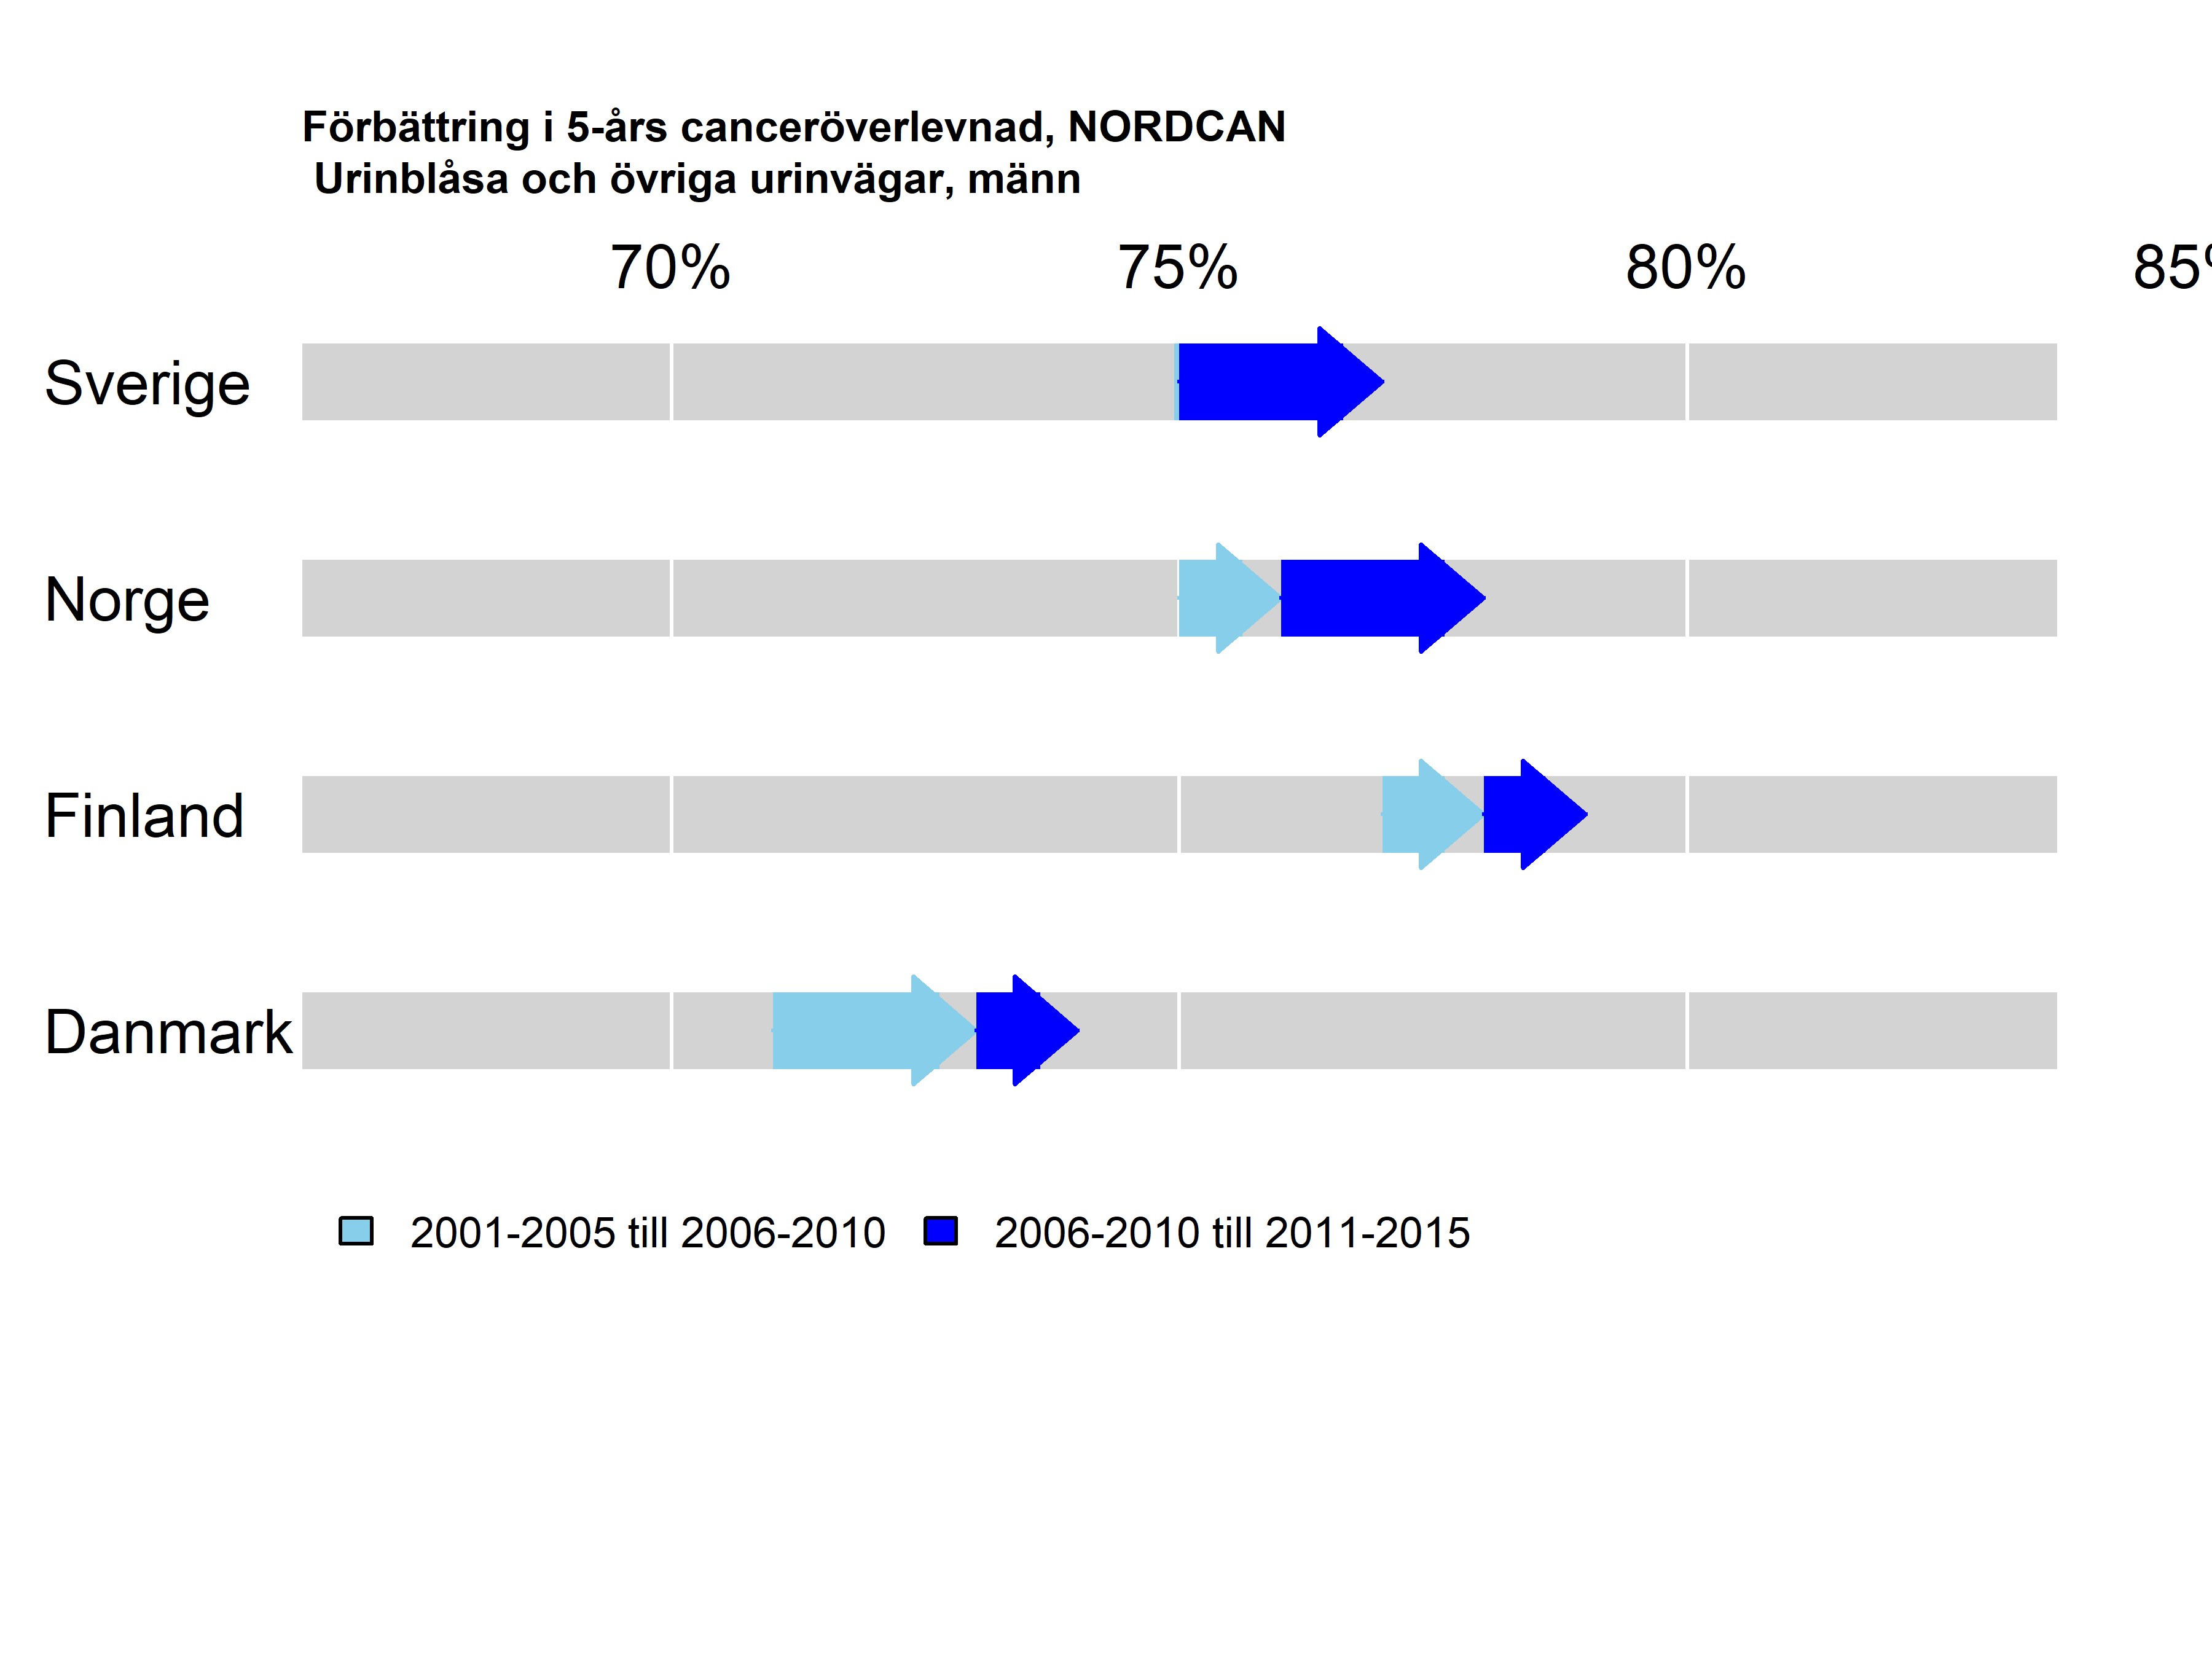 Förbättring i 5-års canceröverlevnad, NORDCAN
Urinblåsa och övriga urinvägar, männ
70% 75% 80% 85
Sverige
Norge
Finland
Danmark
2001-2005 till 2006-2010 2006-2010 till 2011-2015